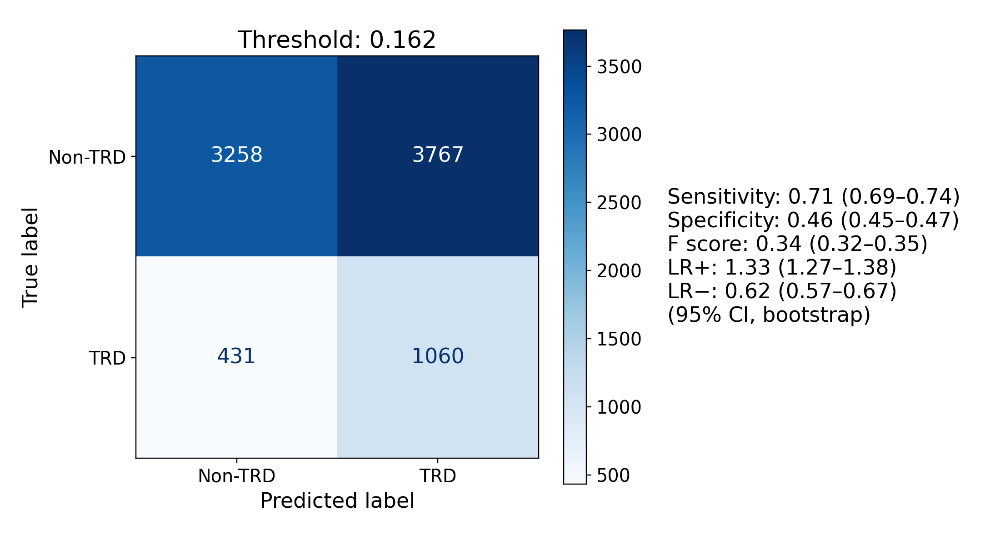 Threshold: 0.162
True label
Non-TRD
3258
3767
TRD
431
1060
Non-TRD
TRD
Predicted label
3500
3000
2500
2000
1500
1000
500
Sensitivity: 0.71 (0.69–0.74)
Specificity: 0.46 (0.45–0.47)
F score: 0.34 (0.32–0.35)
LR+: 1.33 (1.27–1.38)
LR−: 0.62 (0.57–0.67)
(95% CI, bootstrap)